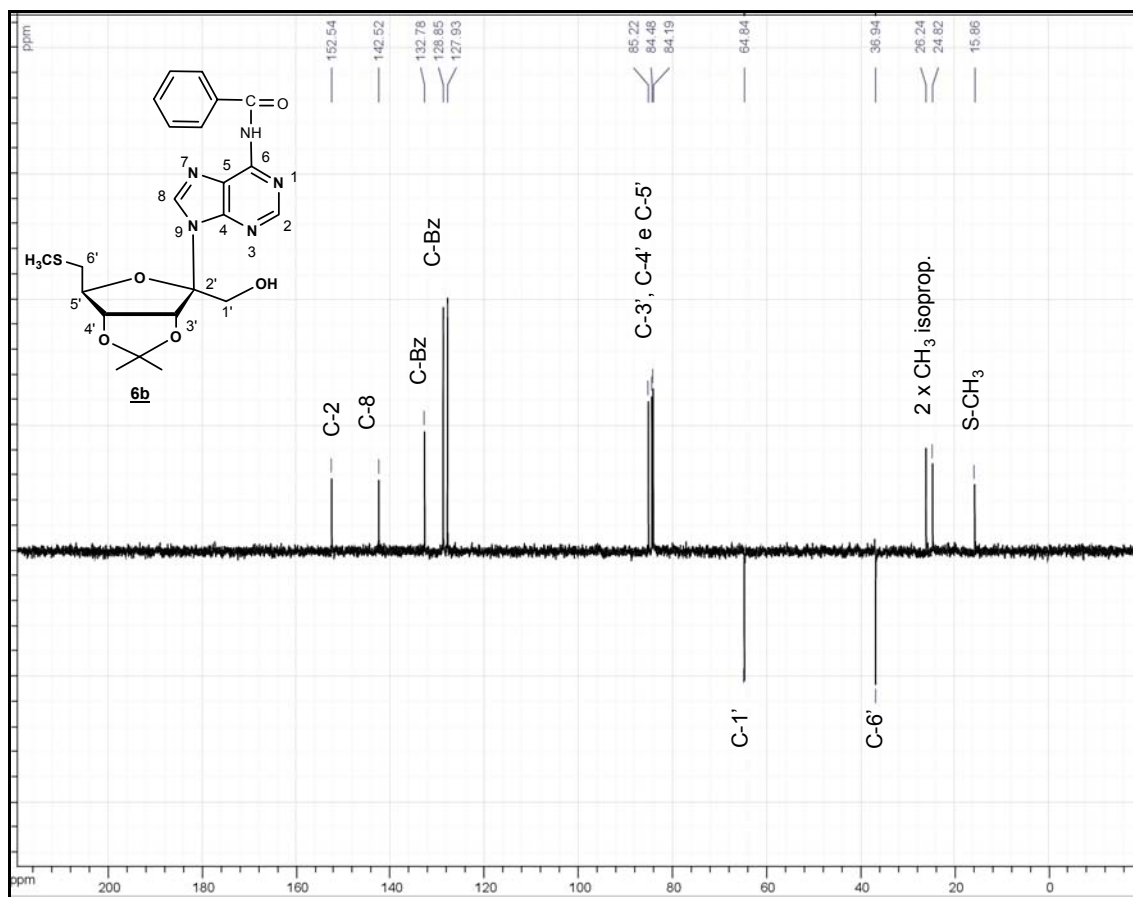 ppm
152.54
142.52
132.78
128.85
127.93
85.22
84.48
84.19
64.84
36.94
26.24
24.82
15.86
O
NH
6
7
N
5
N
1
8
N
9
4
N
3
2
H₃CS
6'
O
2'
OH
1'
5'
3'
4'
O
O
6b
C-2
C-8
C-Bz
C-Bz
C-3', C-4' e C-5'
2 x CH₃ isoprop.
S-CH₃
C-1'
C-6'
ppm 200 180 160 140 120 100 80 60 40 20 0